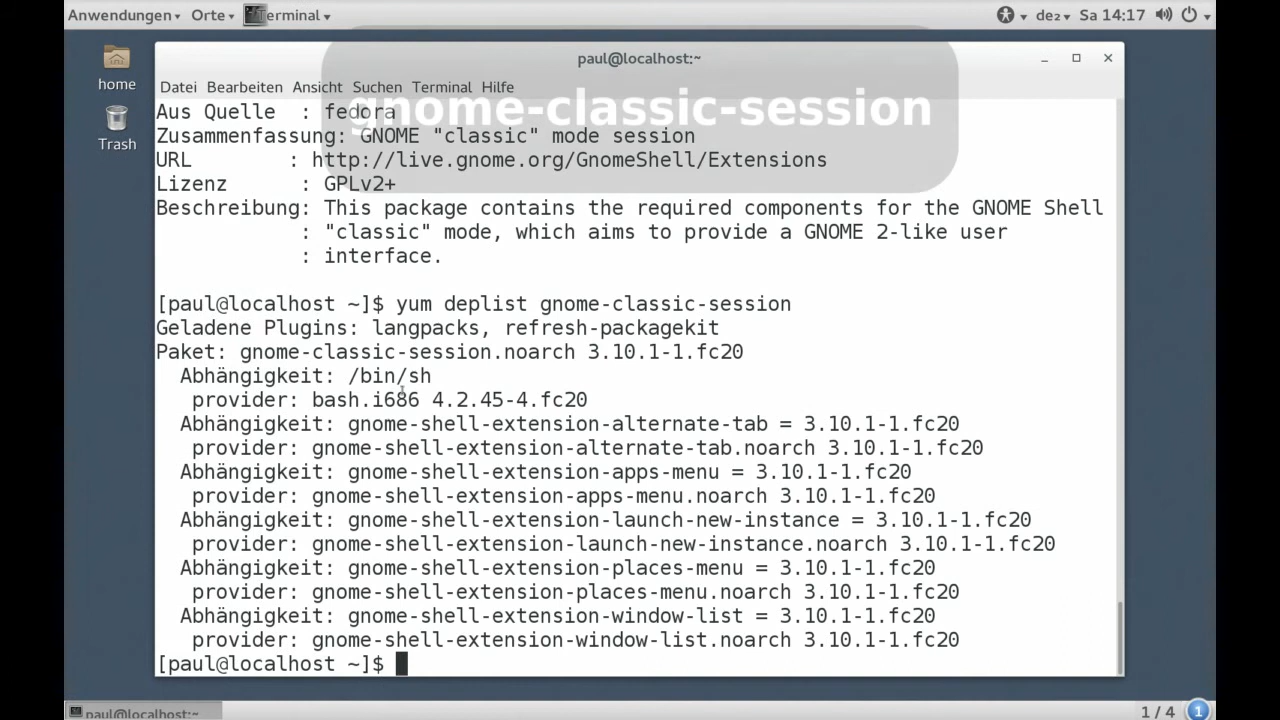 Anwendungen Orte Terminal de2 Sa 14:17
paul@localhost:~
home
Trash
Datei Bearbeiten Ansicht Suchen Terminal Hilfe
gnome-classic-session
Aus Quelle : fedora
Zusammenfassung: GNOME "classic" mode session
URL : http://live.gnome.org/GnomeShell/Extensions
Lizenz : GPLv2+
Beschreibung: This package contains the required components for the GNOME Shell
: "classic" mode, which aims to provide a GNOME 2-like user
: interface.
[paul@localhost ~]$ yum deplist gnome-classic-session
Geladene Plugins: langpacks, refresh-packagekit
Paket: gnome-classic-session.noarch 3.10.1-1.fc20
Abhängigkeit: /bin/sh
provider: bash.i686 4.2.45-4.fc20
Abhängigkeit: gnome-shell-extension-alternate-tab = 3.10.1-1.fc20
provider: gnome-shell-extension-alternate-tab.noarch 3.10.1-1.fc20
Abhängigkeit: gnome-shell-extension-apps-menu = 3.10.1-1.fc20
provider: gnome-shell-extension-apps-menu.noarch 3.10.1-1.fc20
Abhängigkeit: gnome-shell-extension-launch-new-instance = 3.10.1-1.fc20
provider: gnome-shell-extension-launch-new-instance.noarch 3.10.1-1.fc20
Abhängigkeit: gnome-shell-extension-places-menu = 3.10.1-1.fc20
provider: gnome-shell-extension-places-menu.noarch 3.10.1-1.fc20
Abhängigkeit: gnome-shell-extension-window-list = 3.10.1-1.fc20
provider: gnome-shell-extension-window-list.noarch 3.10.1-1.fc20
[paul@localhost ~]$
paul@localhost:~ 1 / 4 1